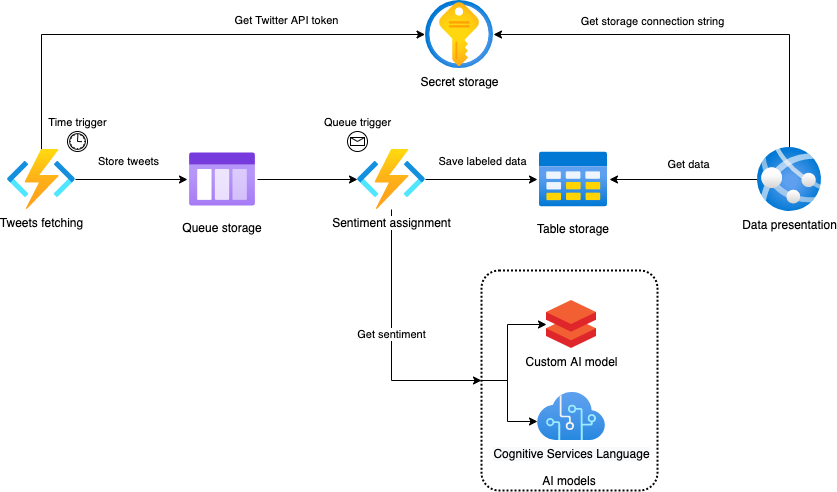 Get Twitter API token
Get storage connection string
Secret storage
Time trigger
Queue trigger
Store tweets
Save labeled data
Get data
Tweets fetching
Queue storage
Sentiment assignment
Table storage
Data presentation
Get sentiment
Custom AI model
Cognitive Services Language
AI models